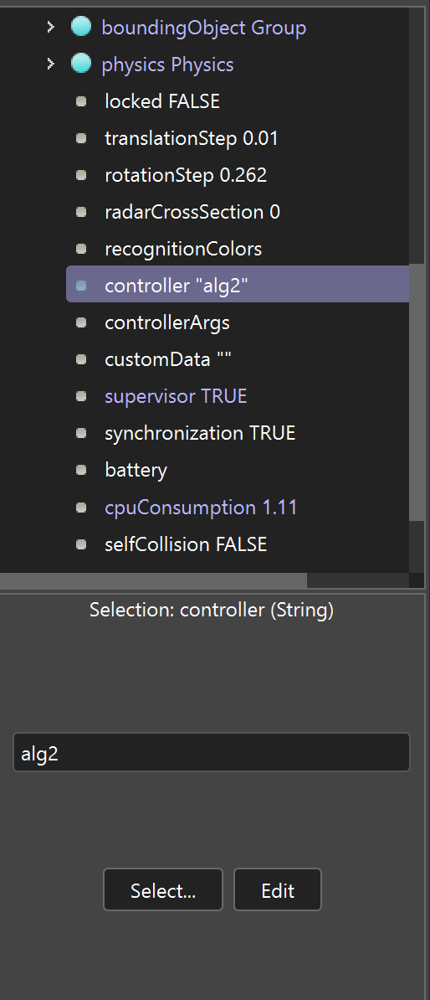 boundingObject Group
physics Physics
locked FALSE
translationStep 0.01
rotationStep 0.262
radarCrossSection 0
recognitionColors
controller "alg2"
controllerArgs
customData ""
supervisor TRUE
synchronization TRUE
battery
cpuConsumption 1.11
selfCollision FALSE
Selection: controller (String)
alg2
Select... Edit